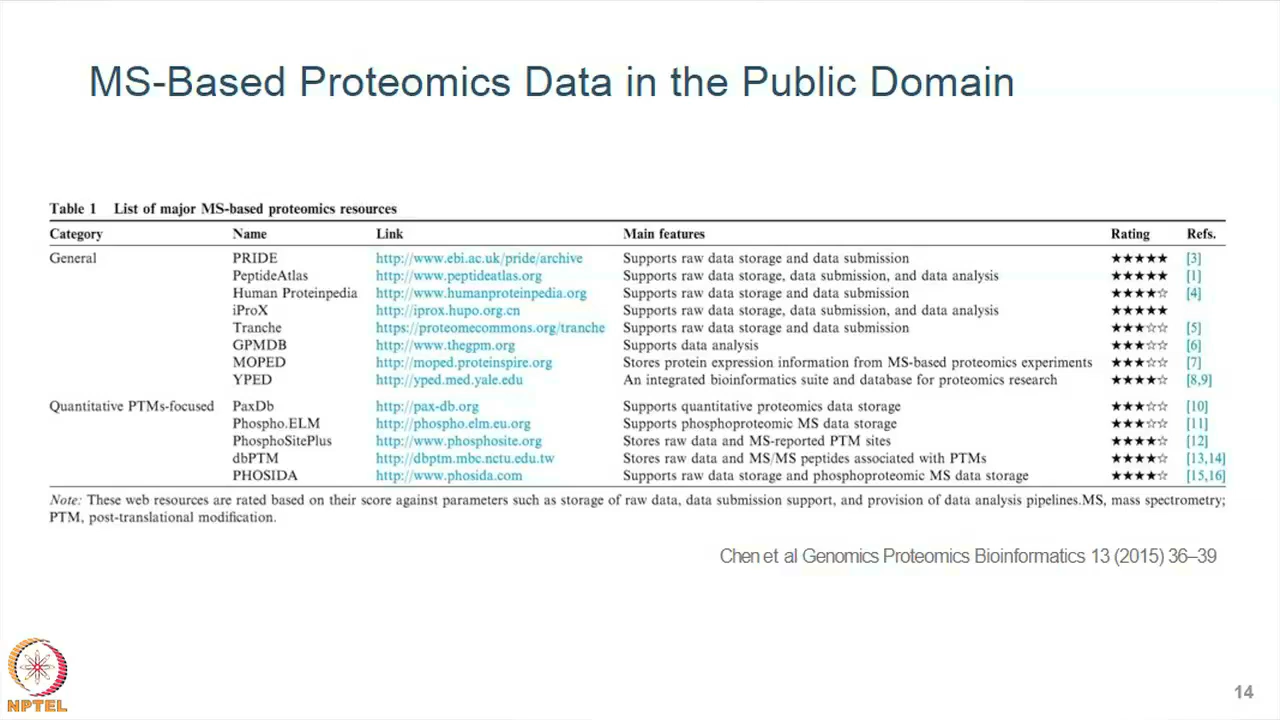 MS-Based Proteomics Data in the Public Domain
Table 1 List of major MS-based proteomics resources
Category Name Link Main features Rating Refs.
General PRIDE http://www.ebi.ac.uk/pride/archive Supports raw data storage and data submission ★★★★★ [3]
PeptideAtlas http://www.peptideatlas.org Supports raw data storage, data submission, and data analysis ★★★★★ [1]
Human Proteinpedia http://www.humanproteinpedia.org Supports raw data storage and data submission ★★★★☆ [4]
iProX http://iprox.hupo.org.cn Supports raw data storage, data submission, and data analysis ★★★★★
Tranche https://proteomecommons.org/tranche Supports raw data storage and data submission ★★★☆☆ [5]
GPMDB http://www.thegpm.org Supports data analysis ★★★☆☆ [6]
MOPED http://moped.proteinspire.org Stores protein expression information from MS-based proteomics experiments ★★★☆☆ [7]
YPED http://yped.med.yale.edu An integrated bioinformatics suite and database for proteomics research ★★★★☆ [8,9]
Quantitative PTMs-focused PaxDb http://pax-db.org Supports quantitative proteomics data storage ★★★☆☆ [10]
Phospho.ELM http://phospho.elm.eu.org Supports phosphoproteomic MS data storage ★★★☆☆ [11]
PhosphoSitePlus http://www.phosphosite.org Stores raw data and MS-reported PTM sites ★★★★☆ [12]
dbPTM http://dbptm.mbc.nctu.edu.tw Stores raw data and MS/MS peptides associated with PTMs ★★★★☆ [13,14]
PHOSIDA http://www.phosida.com Supports raw data storage and phosphoproteomic MS data storage ★★★★☆ [15,16]
Note: These web resources are rated based on their score against parameters such as storage of raw data, data submission support, and provision of data analysis pipelines.MS, mass spectrometry;
PTM, post-translational modification.
Chen et al Genomics Proteomics Bioinformatics 13 (2015) 36–39
NPTEL
14